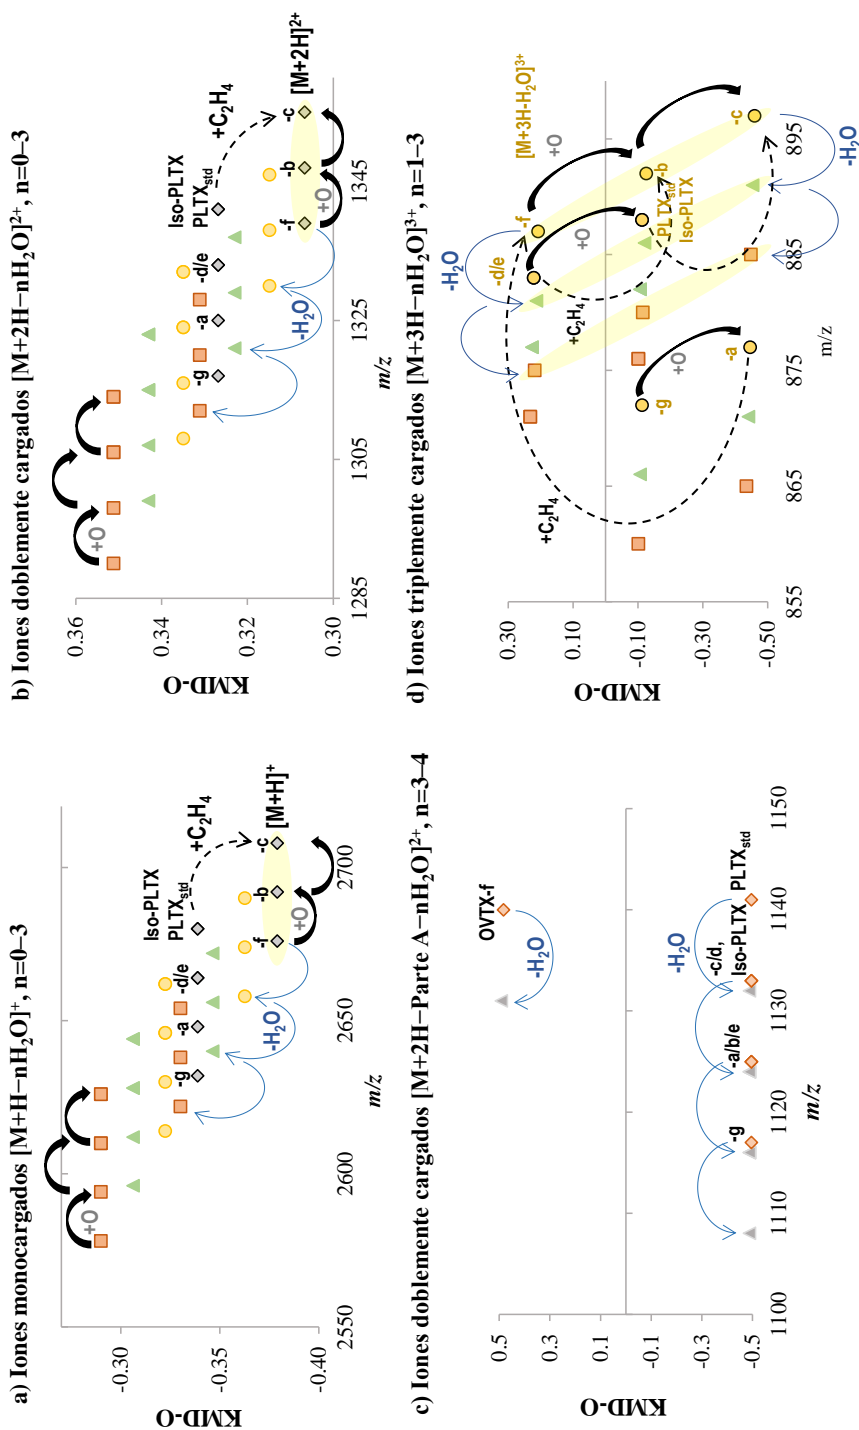 a) Iones monocargados [M+H–nH₂O]⁺, n=0–3
KMD-O
-0.30
-0.35
-0.40
2550
2600
2650
2700
m/z
+O
-g
-a
-d/e
Iso-PLTX
PLTXstd
+C₂H₄
-f
-b
-c
[M+H]⁺
+O
-H₂O
b) Iones doblemente cargados [M+2H–nH₂O]²⁺, n=0–3
KMD-O
0.36
0.34
0.32
0.30
1285
1305
1325
1345
m/z
+O
-g
-a
-d/e
Iso-PLTX
PLTXstd
+C₂H₄
-f
-b
-c
[M+2H]²⁺
+O
-H₂O
c) Iones doblemente cargados [M+2H–Parte A–nH₂O]²⁺, n=3–4
KMD-O
0.5
0.3
0.1
-0.1
-0.3
-0.5
1100
1110
1120
1130
1140
1150
m/z
OVTX-f
-H₂O
-H₂O
-g
-a/b/e
-c/d,
Iso-PLTX
PLTXstd
d) Iones triplemente cargados [M+3H–nH₂O]³⁺, n=1–3
KMD-O
0.30
0.10
-0.10
-0.30
-0.50
855
865
875
885
895
m/z
[M+3H-H₂O]³⁺
-H₂O
-f
+O
-d/e
+O
-b
PLTXstd
Iso-PLTX
+C₂H₄
+C₂H₄
-g
+O
-a
-c
-H₂O